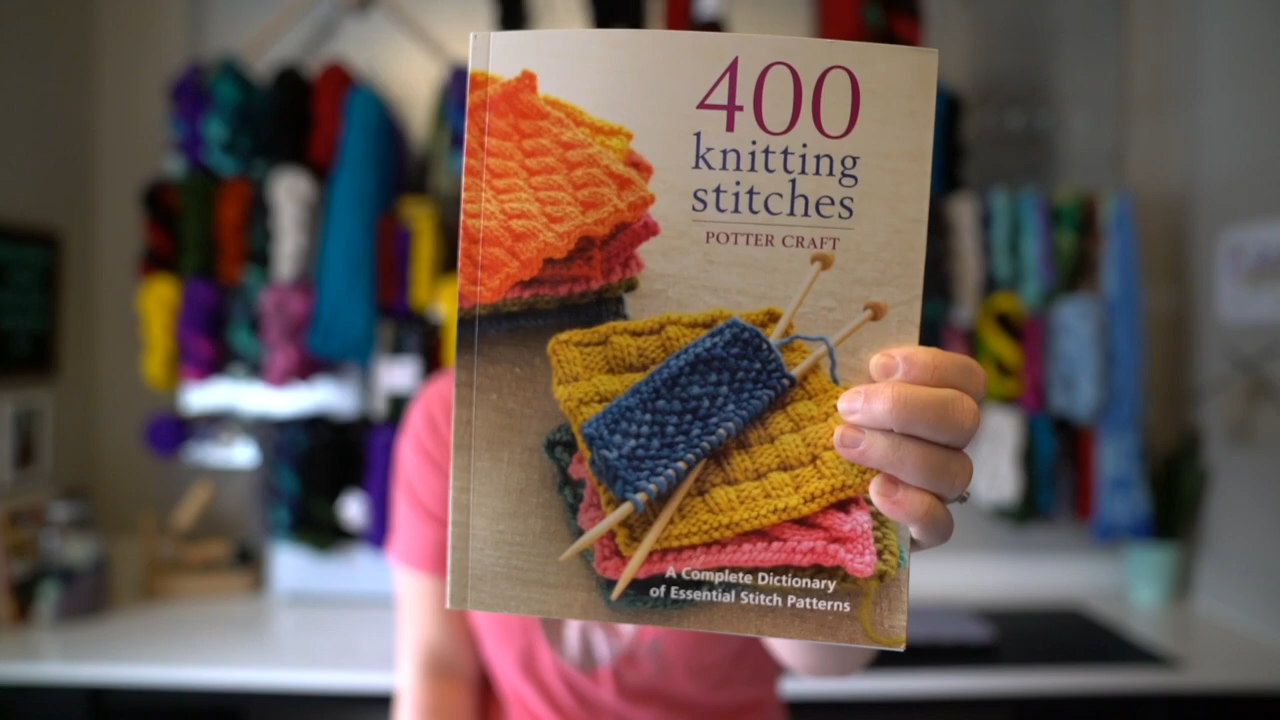 400
knitting
stitches
POTTER CRAFT
A Complete Dictionary
of Essential Stitch Patterns